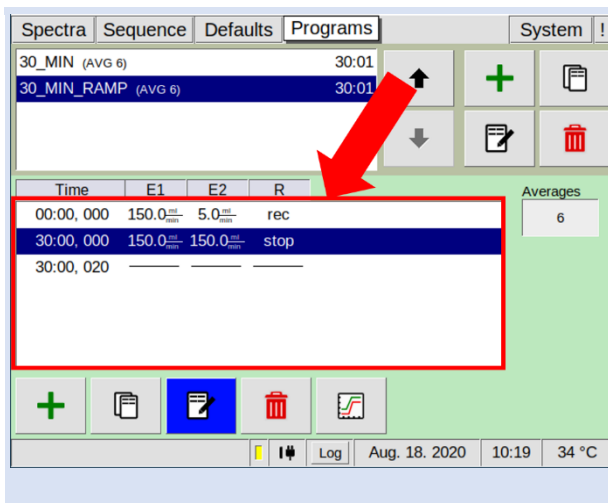 Spectra Sequence Defaults Programs System !
30_MIN (AVG 6) 30:01
30_MIN_RAMP (AVG 6) 30:01
Time E1 E2 R
Averages
6
00:00, 000 150.0 ml/min 5.0 ml/min rec
30:00, 000 150.0 ml/min 150.0 ml/min stop
30:00, 020
Log Aug. 18. 2020 10:19 34 °C